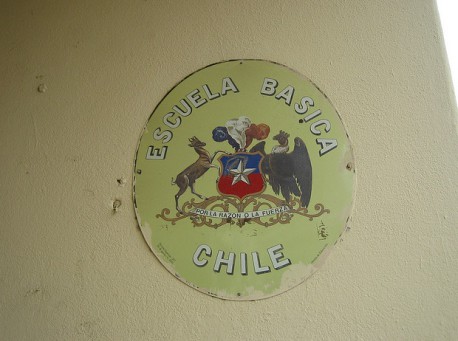 ESCUELA BASICA
POR LA RAZON O LA FUERZA
CHILE